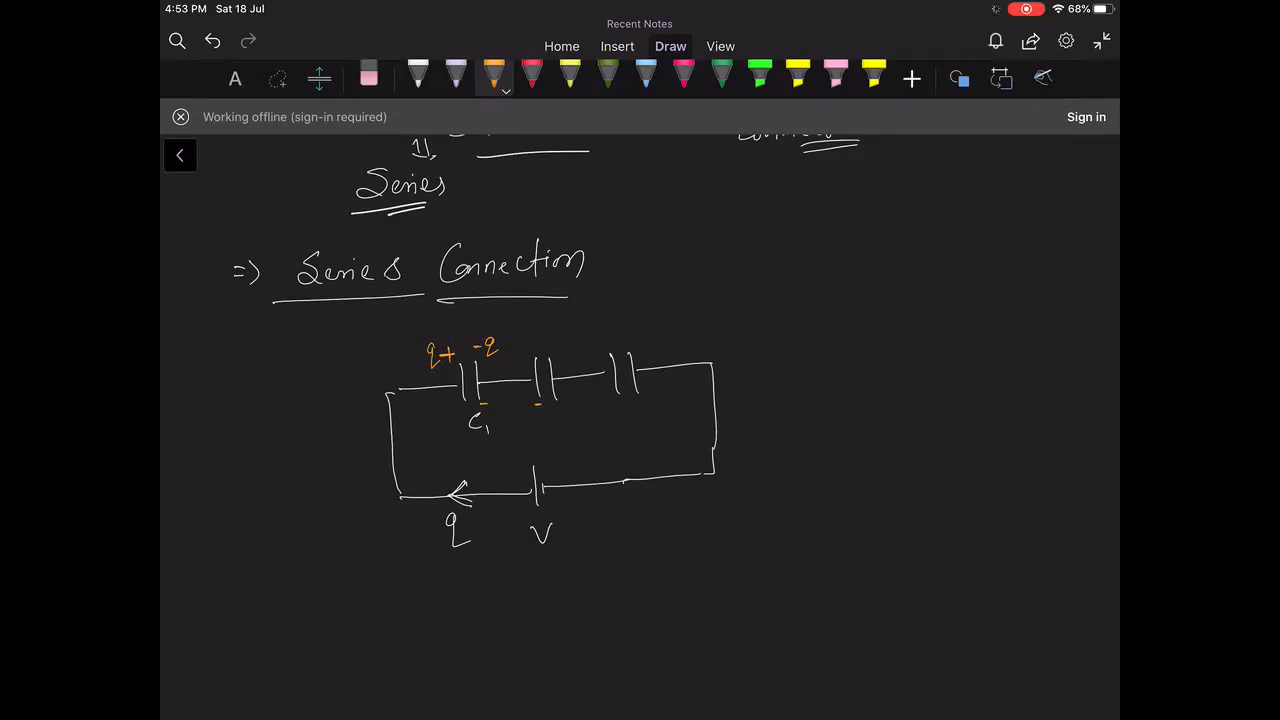 4:53 PM Sat 18 Jul
68%
Recent Notes
Home Insert Draw View
A
Working offline (sign-in required)
Sign in
Series
=> Series Connection
q+ -q
C1
q V